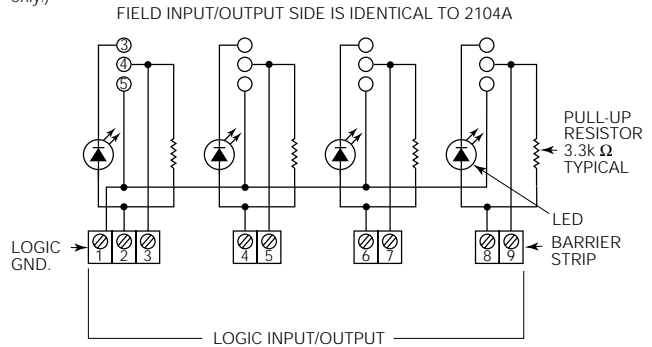 only.)
FIELD INPUT/OUTPUT SIDE IS IDENTICAL TO 2104A
3
4
5
PULL-UP
RESISTOR
3.3k Ω
TYPICAL
LED
LOGIC
GND.
1 2 3
4 5
6 7
8 9
BARRIER
STRIP
LOGIC INPUT/OUTPUT